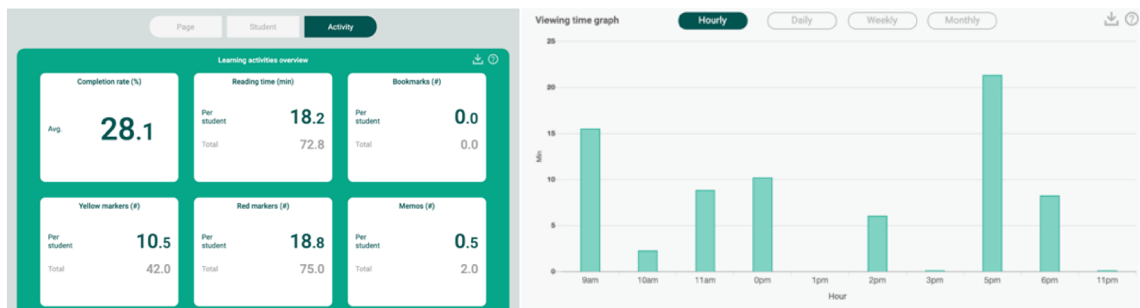 Page Student Activity
Learning activities overview
Completion rate (%)
Avg. 28.1
Reading time (min)
Per student 18.2
Total 72.8
Bookmarks (#)
Per student 0.0
Total 0.0
Yellow markers (#)
Per student 10.5
Total 42.0
Red markers (#)
Per student 18.8
Total 75.0
Memos (#)
Per student 0.5
Total 2.0
Viewing time graph Hourly Daily Weekly Monthly
25
20
15
10
5
0
Min
9am 10am 11am 0pm 1pm 2pm 3pm 5pm 6pm 11pm
Hour